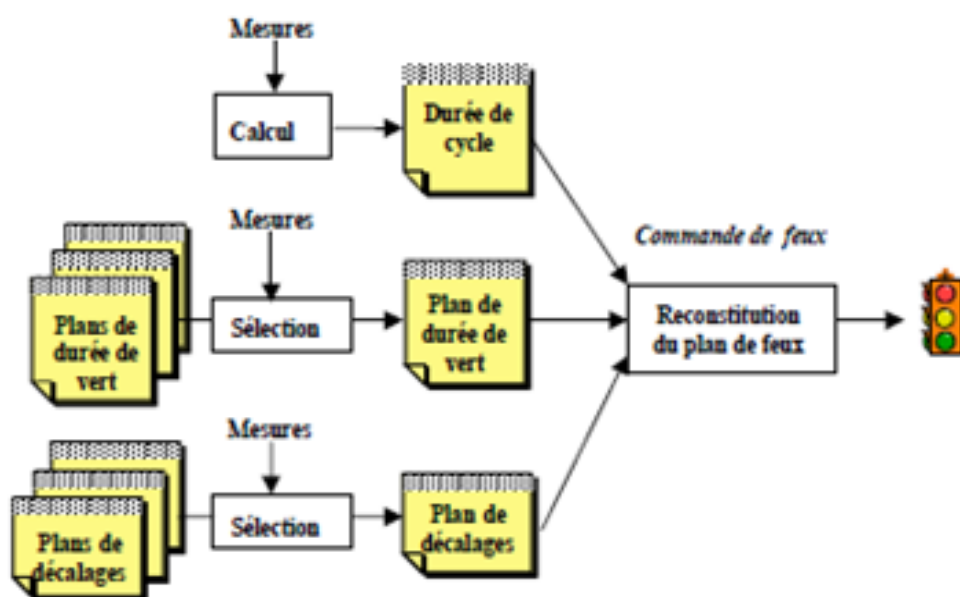 Mesures
Calcul
Durée de
cycle
Mesures
Commande de feux
Plans de
durée de
vert
Sélection
Plan de
durée de
vert
Reconstitution
du plan de feux
Mesures
Plans de
décalages
Sélection
Plan de
décalages